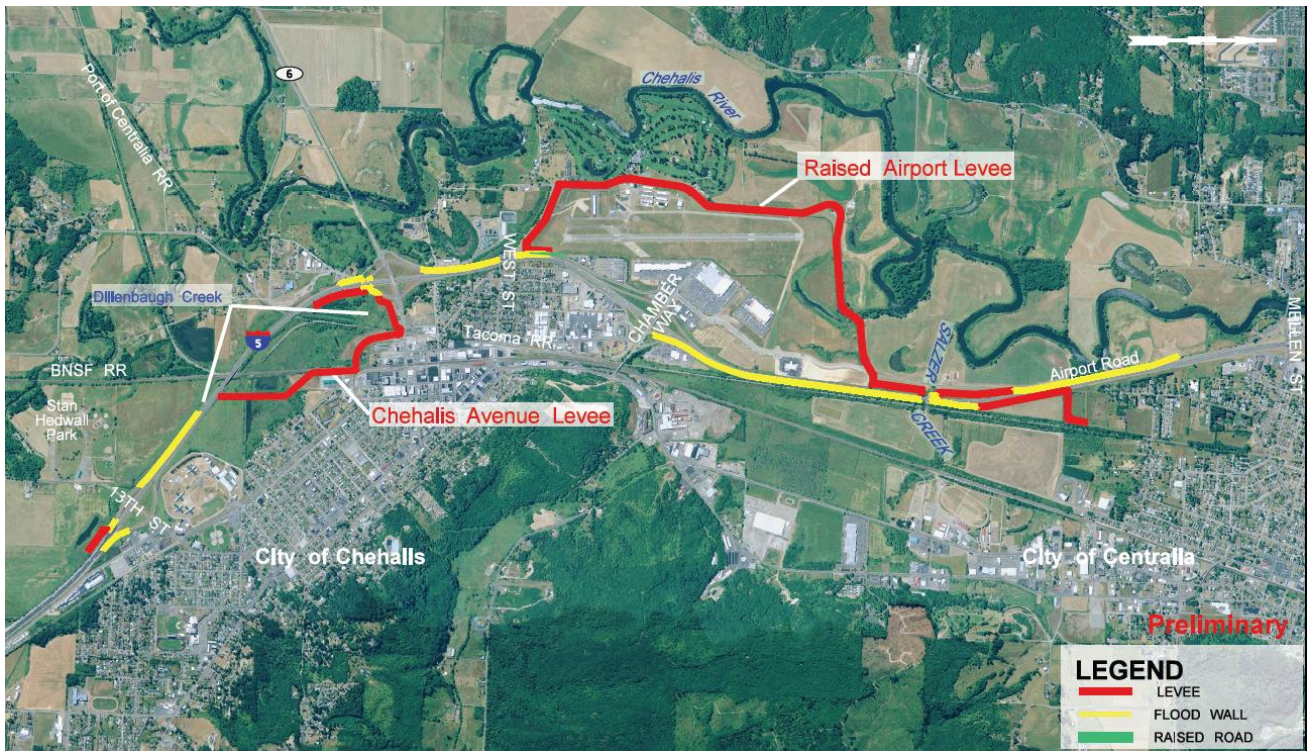 6
Chehalis
River
Port of Centralia RR
Raised Airport Levee
WEST ST
Dillenbaugh Creek
5
CHAMBER
WAY
Tacoma RR
SALZER
CREEK
Airport Road
MELLEN ST
BNSF RR
Stan
Hedwall
Park
Chehalis Avenue Levee
13TH ST
City of Chehalis
City of Centralia
Preliminary
LEGEND
LEVEE
FLOOD WALL
RAISED ROAD